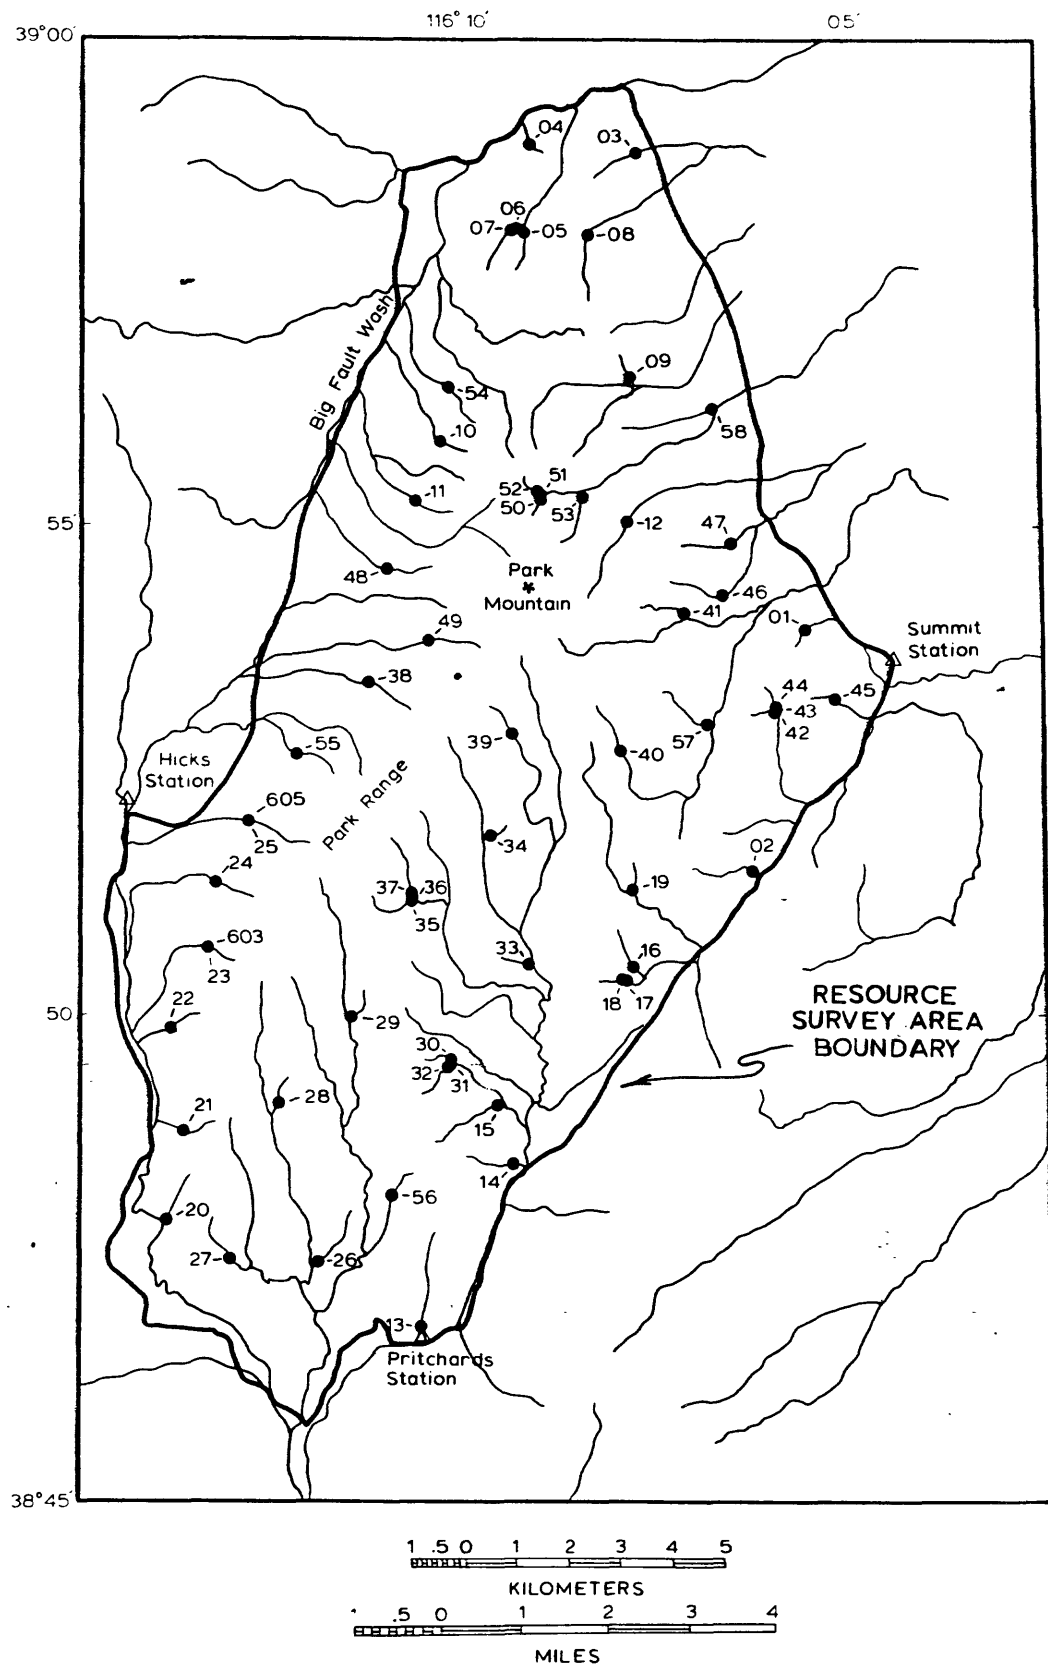 116° 10′ 05′
39°00′
04
03
06
07 05 08
Big Fault Wash
09
54
58
10
51
52
11
50 53 12 47
55′
48
Park
Mountain
46
41
01
49
Summit
Station
38
44
45
43
42
39
57
40
55
Hicks
Station
Park Range
605
25
34
02
24
37 36
35
19
603
23
33
16
18 17
RESOURCE
SURVEY AREA
BOUNDARY
22
50′
29
30
32 31
28
21
15
14
56
20
27 26
13
Pritchards
Station
38°45′
1 .5 0 1 2 3 4 5
KILOMETERS
1 .5 0 1 2 3 4
MILES